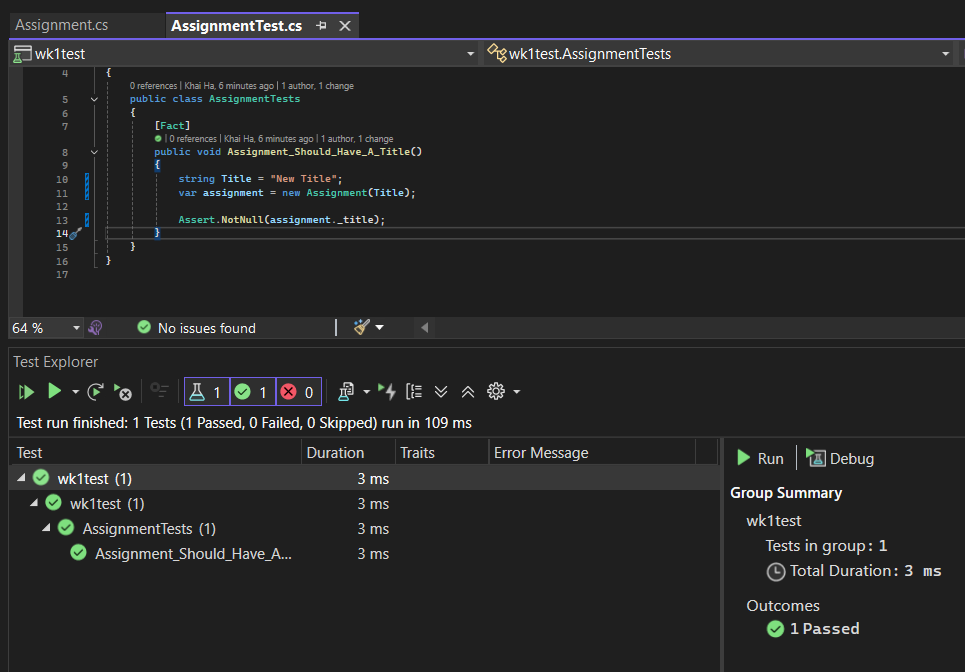 Assignment.cs AssignmentTest.cs
wk1test wk1test.AssignmentTests
4 {
0 references | Khai Ha, 6 minutes ago | 1 author, 1 change
5 public class AssignmentTests
6 {
7 [Fact]
| 0 references | Khai Ha, 6 minutes ago | 1 author, 1 change
8 public void Assignment_Should_Have_A_Title()
9 {
10 string Title = "New Title";
11 var assignment = new Assignment(Title);
12
13 Assert.NotNull(assignment._title);
14 }
15 }
16 }
17
64 % No issues found
Test Explorer
1 1 0
Test run finished: 1 Tests (1 Passed, 0 Failed, 0 Skipped) run in 109 ms
Test Duration Traits Error Message
wk1test (1) 3 ms
wk1test (1) 3 ms
AssignmentTests (1) 3 ms
Assignment_Should_Have_A... 3 ms
Run Debug
Group Summary
wk1test
Tests in group: 1
Total Duration: 3 ms
Outcomes
1 Passed